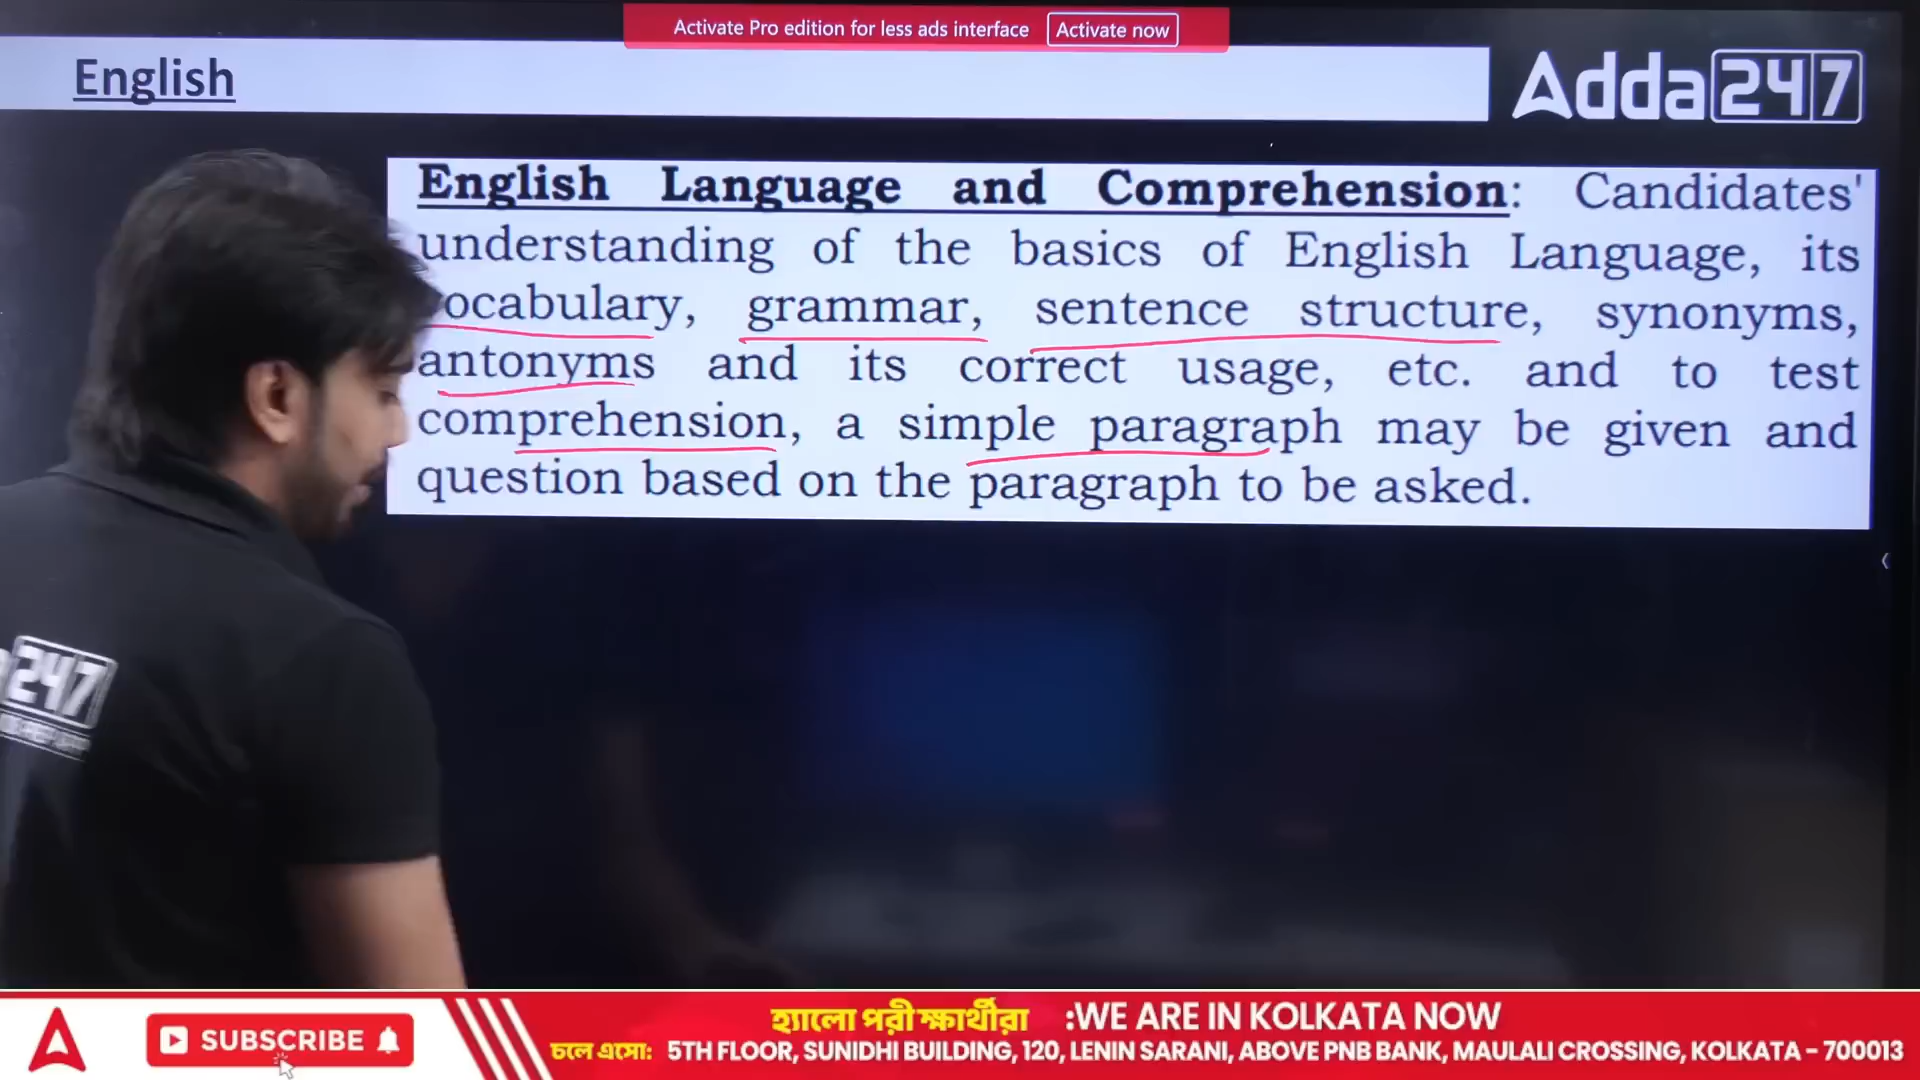 Activate Pro edition for less ads interface Activate now
English
Adda247
English Language and Comprehension: Candidates'
understanding of the basics of English Language, its
vocabulary, grammar, sentence structure, synonyms,
antonyms and its correct usage, etc. and to test
comprehension, a simple paragraph may be given and
question based on the paragraph to be asked.
247
SUBSCRIBE
হ্যালো পরীক্ষার্থীরা :WE ARE IN KOLKATA NOW
চলে এসো: 5TH FLOOR, SUNIDHI BUILDING, 120, LENIN SARANI, ABOVE PNB BANK, MAULALI CROSSING, KOLKATA - 700013